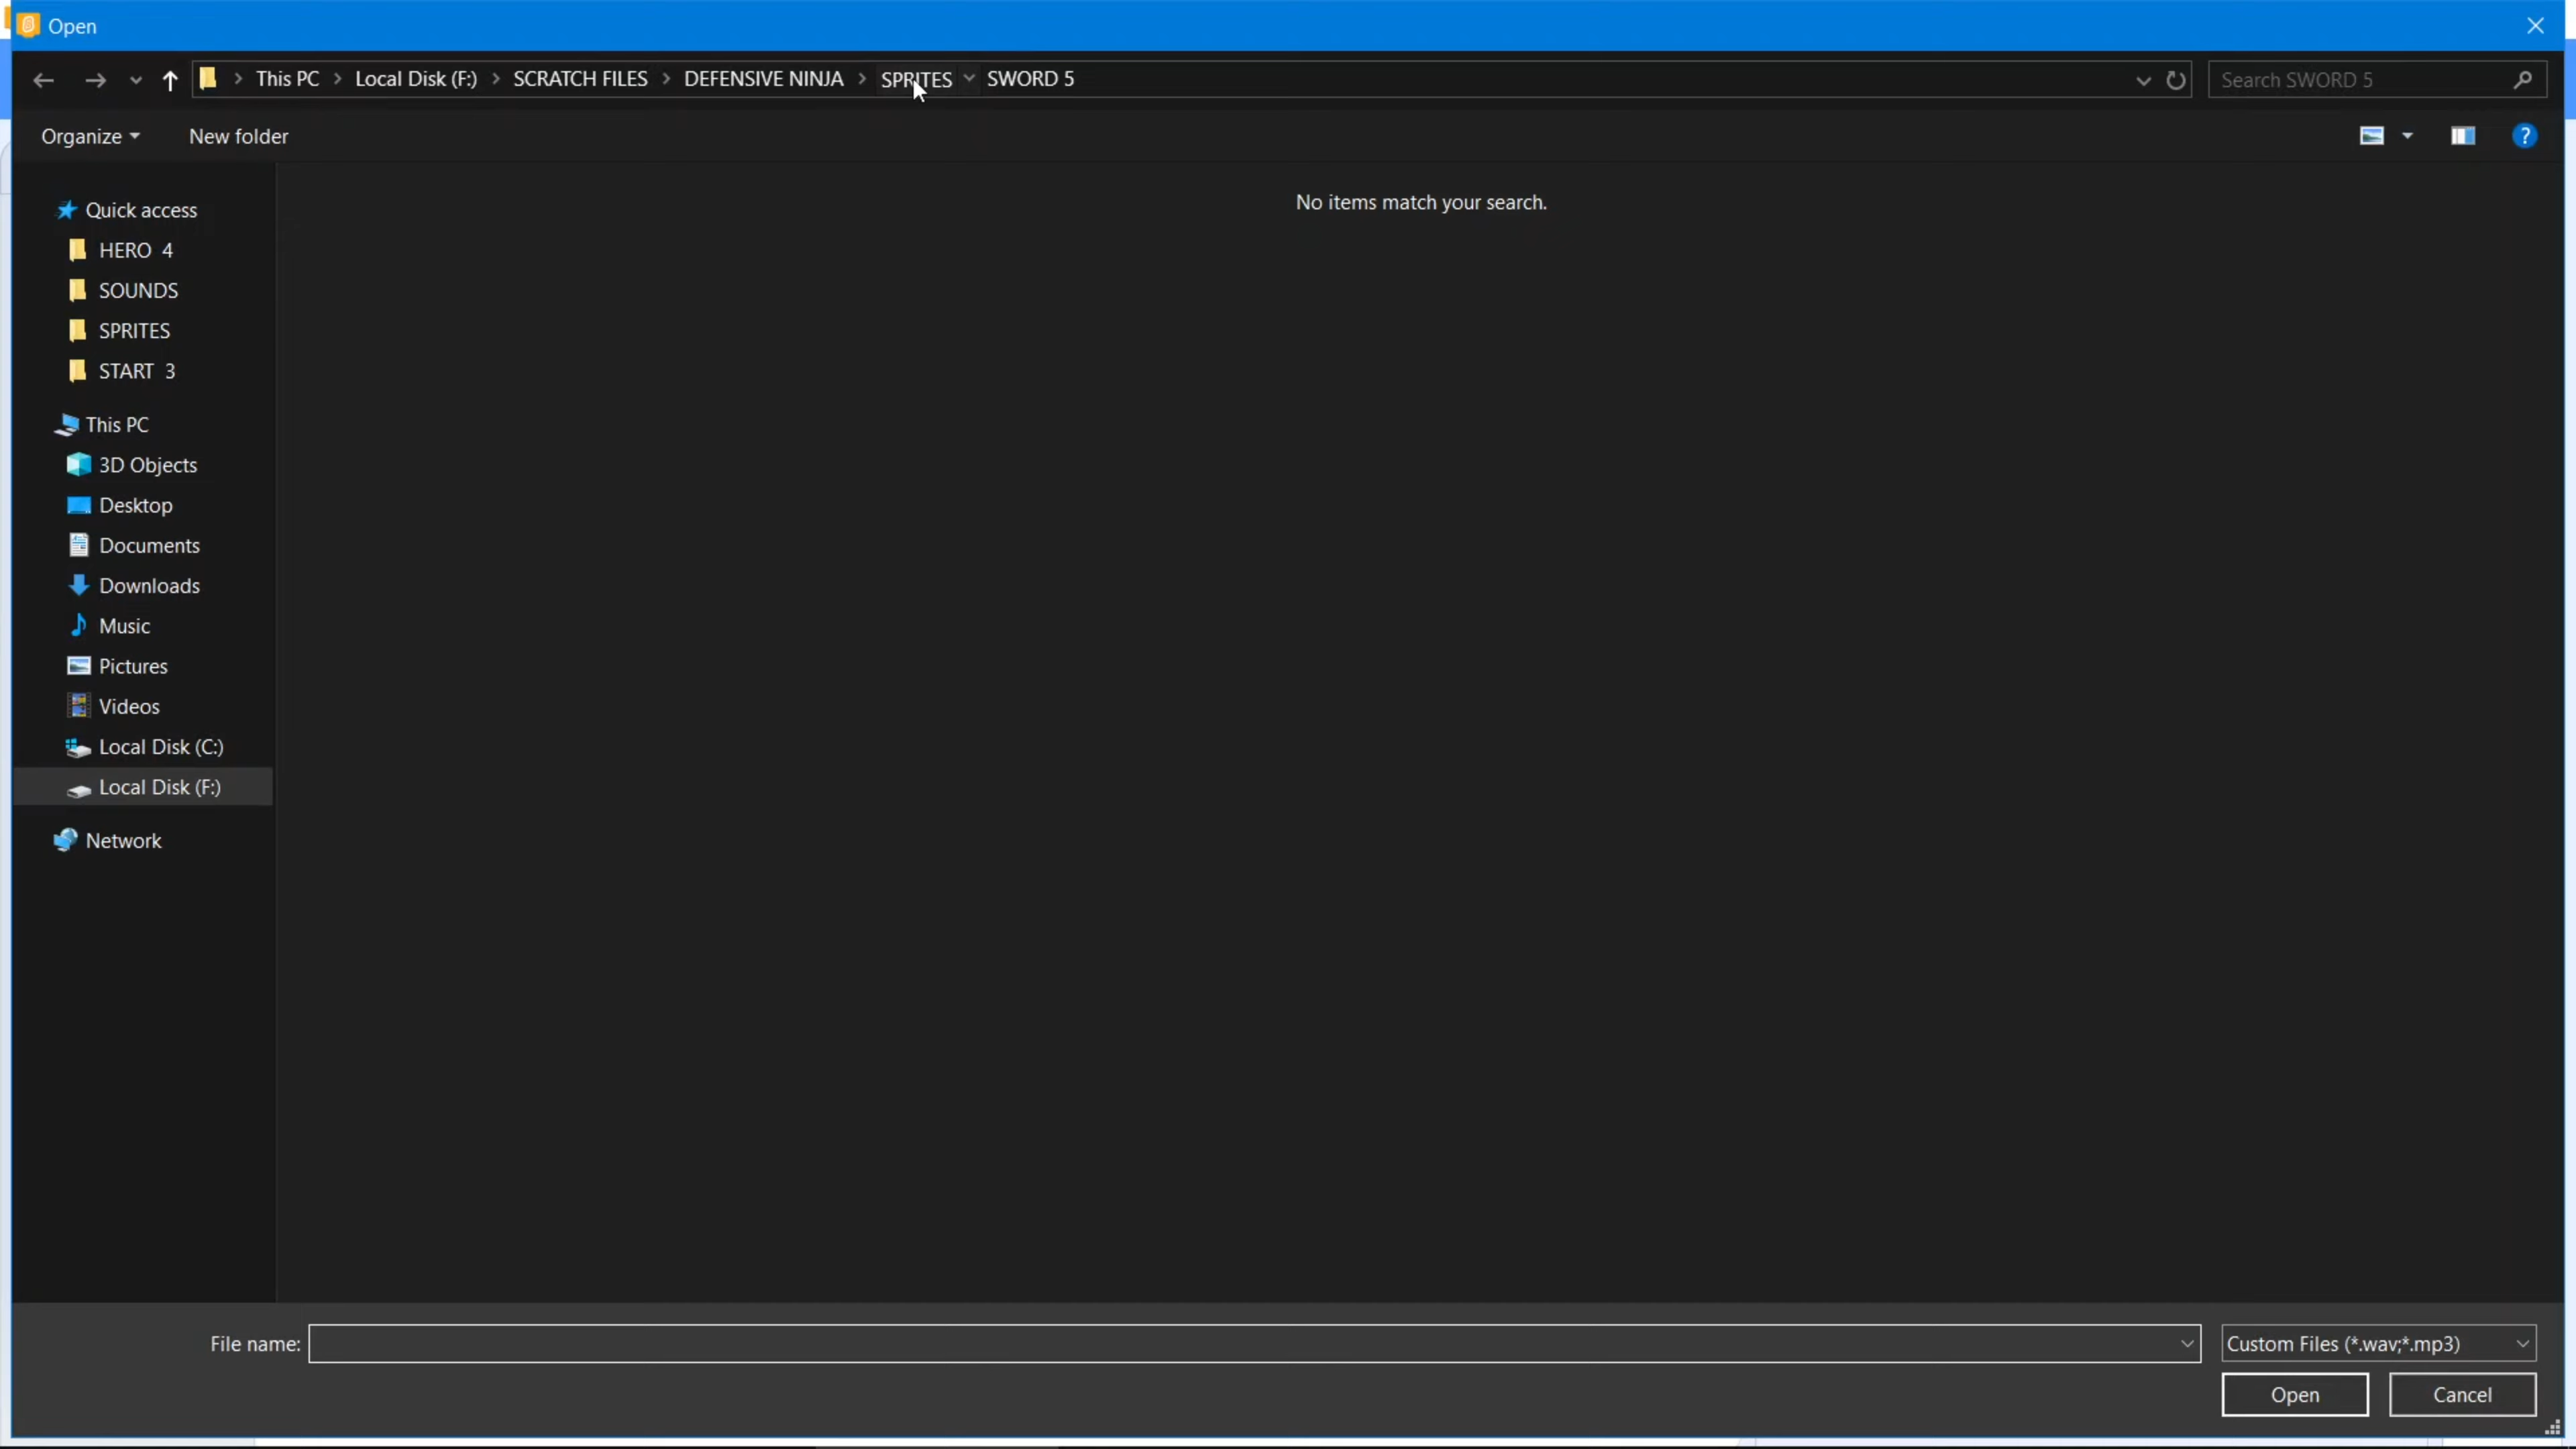 Open
This PC > Local Disk (F:) > SCRATCH FILES > DEFENSIVE NINJA > SPRITES SWORD 5
Search SWORD 5
Organize
New folder
?
No items match your search.
Quick access
HERO 4
SOUNDS
SPRITES
START 3
This PC
3D Objects
Desktop
Documents
Downloads
Music
Pictures
Videos
Local Disk (C:)
Local Disk (F:)
Network
File name:
Custom Files (*.wav;*.mp3)
Open
Cancel